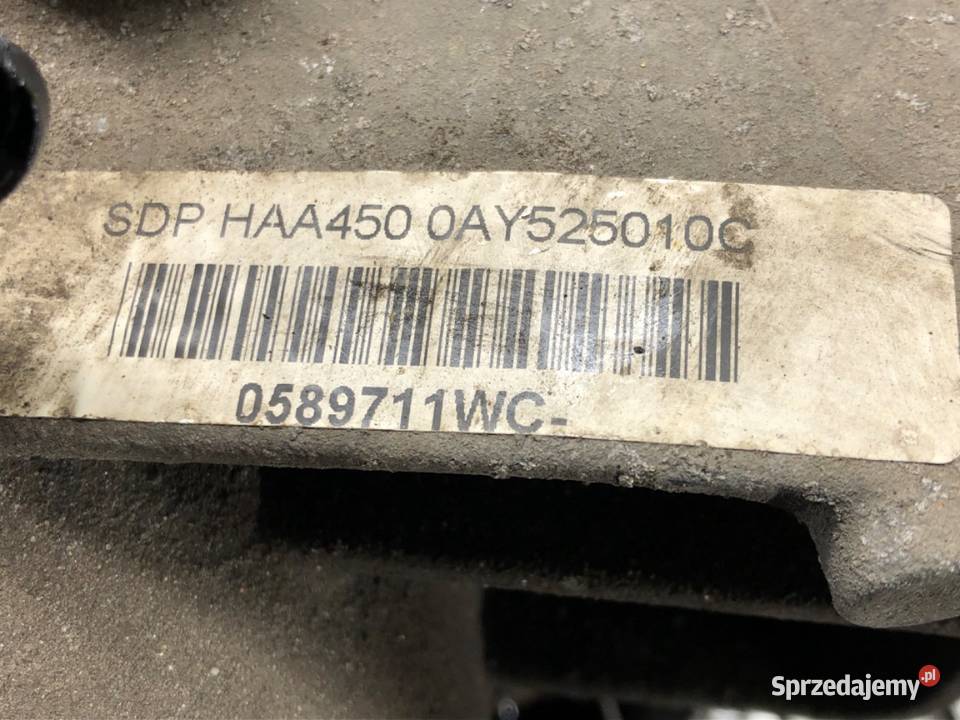 SDP HAA450 0AY525010C
0589711WC-
Sprzedajemy.pl